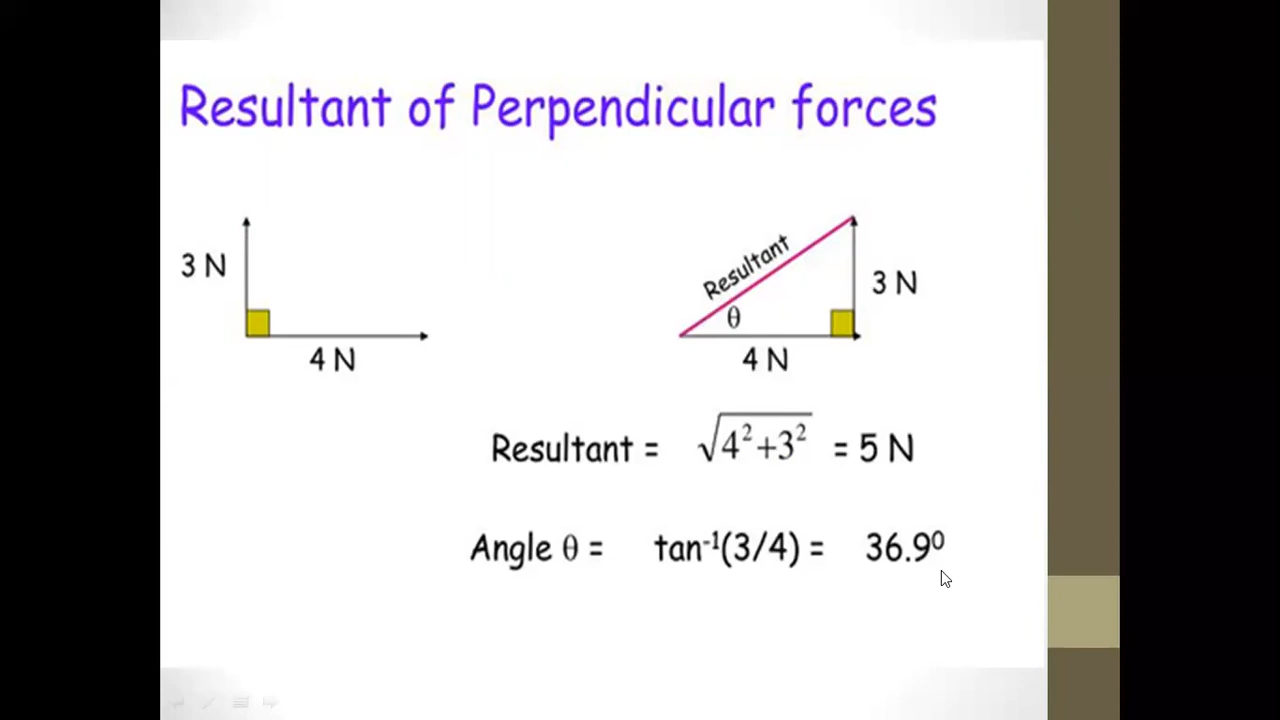 Resultant of Perpendicular forces
3 N
4 N
Resultant
θ
3 N
4 N
Resultant = √4²+3² = 5 N
Angle θ = tan⁻¹(3/4) = 36.9⁰